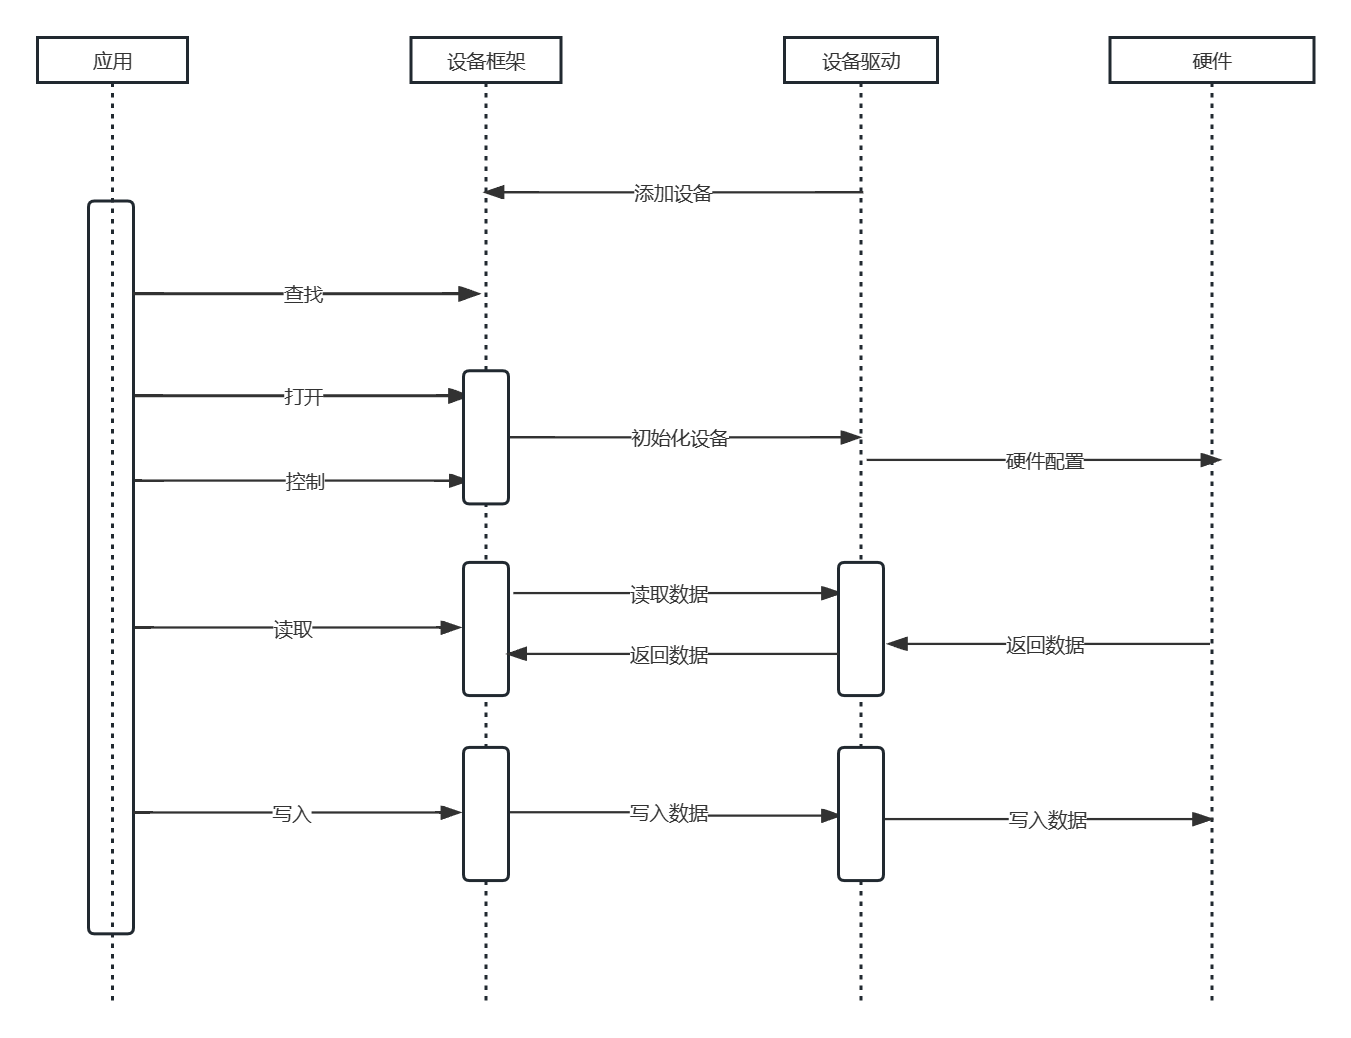 应用
设备框架
设备驱动
硬件
添加设备
查找
打开
初始化设备
硬件配置
控制
读取数据
读取
返回数据
返回数据
写入
写入数据
写入数据